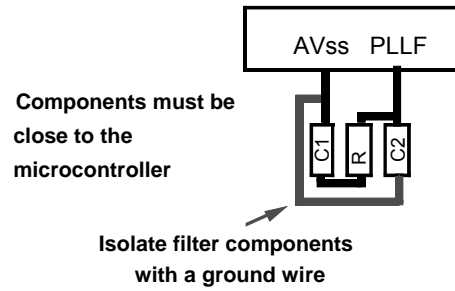 AVss PLLF
Components must be
close to the
microcontroller
C1
R
C2
Isolate filter components
with a ground wire